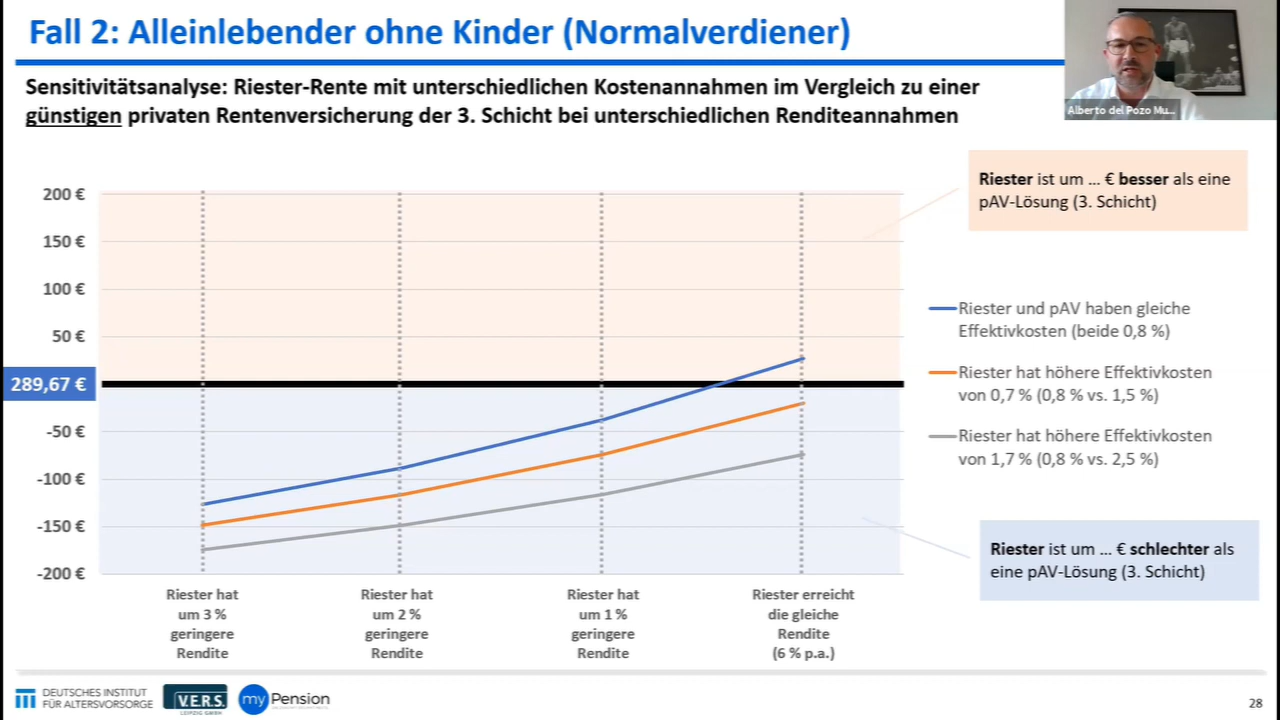 Fall 2: Alleinlebender ohne Kinder (Normalverdiener)
Alberto del Pozo Mu...
Sensitivitätsanalyse: Riester-Rente mit unterschiedlichen Kostenannahmen im Vergleich zu einer
günstigen privaten Rentenversicherung der 3. Schicht bei unterschiedlichen Renditeannahmen
Riester ist um ... € besser als eine
pAV-Lösung (3. Schicht)
200 €
150 €
100 €
50 €
289,67 €
-50 €
-100 €
-150 €
-200 €
Riester und pAV haben gleiche
Effektivkosten (beide 0,8 %)
Riester hat höhere Effektivkosten
von 0,7 % (0,8 % vs. 1,5 %)
Riester hat höhere Effektivkosten
von 1,7 % (0,8 % vs. 2,5 %)
Riester ist um ... € schlechter als
eine pAV-Lösung (3. Schicht)
Riester hat
um 3 %
geringere
Rendite
Riester hat
um 2 %
geringere
Rendite
Riester hat
um 1 %
geringere
Rendite
Riester erreicht
die gleiche
Rendite
(6 % p.a.)
DEUTSCHES INSTITUT
FÜR ALTERSVORSORGE
V.E.R.S.
LEIPZIG GMBH
myPension
28